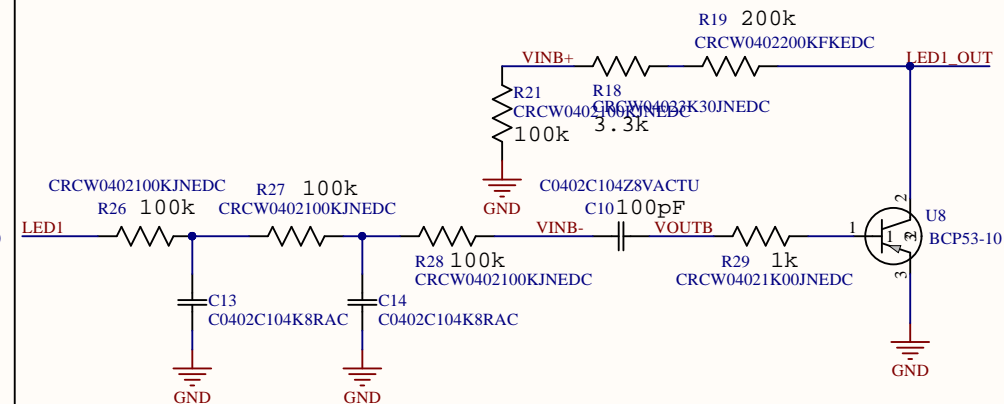 R19 200k
CRCW0402200KFKEDC
VINB+
LED1_OUT
R21
R18
CRCW0402100KJNEDC
CRCW04023K30JNEDC
100k
3.3k
GND
CRCW0402100KJNEDC
R26 100k
R27 100k
CRCW0402100KJNEDC
C0402C104Z8VACTU
C10 100pF
LED1
VINB-
VOUTB
R28 100k
CRCW0402100KJNEDC
R29 1k
CRCW04021K00JNEDC
1
2
3
1
U8
BCP53-10
C13
C0402C104K8RAC
C14
C0402C104K8RAC
GND
GND
GND